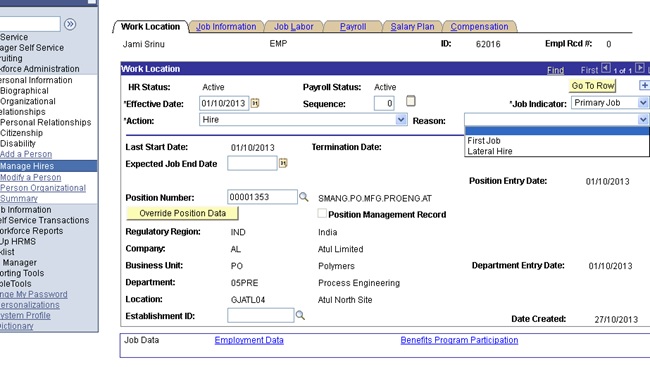 Service
ager Self Service
ruiting
kforce Administration
ersonal Information
Biographical
Organizational
elationships
Personal Relationships
Citizenship
Disability
Add a Person
Manage Hires
Modify a Person
Person Organizational
Summary
b Information
elf Service Transactions
orkforce Reports
Up HRMS
klist
Manager
orting Tools
pleTools
nge My Password
ersonalizations
ystem Profile
ictionary
Work Location Job Information Job Labor Payroll Salary Plan Compensation
Jami Srinu EMP ID: 62016 Empl Rcd #: 0
Work Location Find First 1 of 1
Go To Row
HR Status: Active Payroll Status: Active
*Effective Date: 01/10/2013 Sequence: 0 *Job Indicator: Primary Job
*Action: Hire Reason:
First Job
Lateral Hire
Last Start Date: 01/10/2013 Termination Date:
Expected Job End Date
Position Entry Date: 01/10/2013
Position Number: 00001353 SMANG.PO.MFG.PROENG.AT
Override Position Data Position Management Record
Regulatory Region: IND India
Company: AL Atul Limited
Business Unit: PO Polymers Department Entry Date: 01/10/2013
Department: 05PRE Process Engineering
Location: GJATL04 Atul North Site
Establishment ID: Date Created: 27/10/2013
Job Data Employment Data Benefits Program Participation